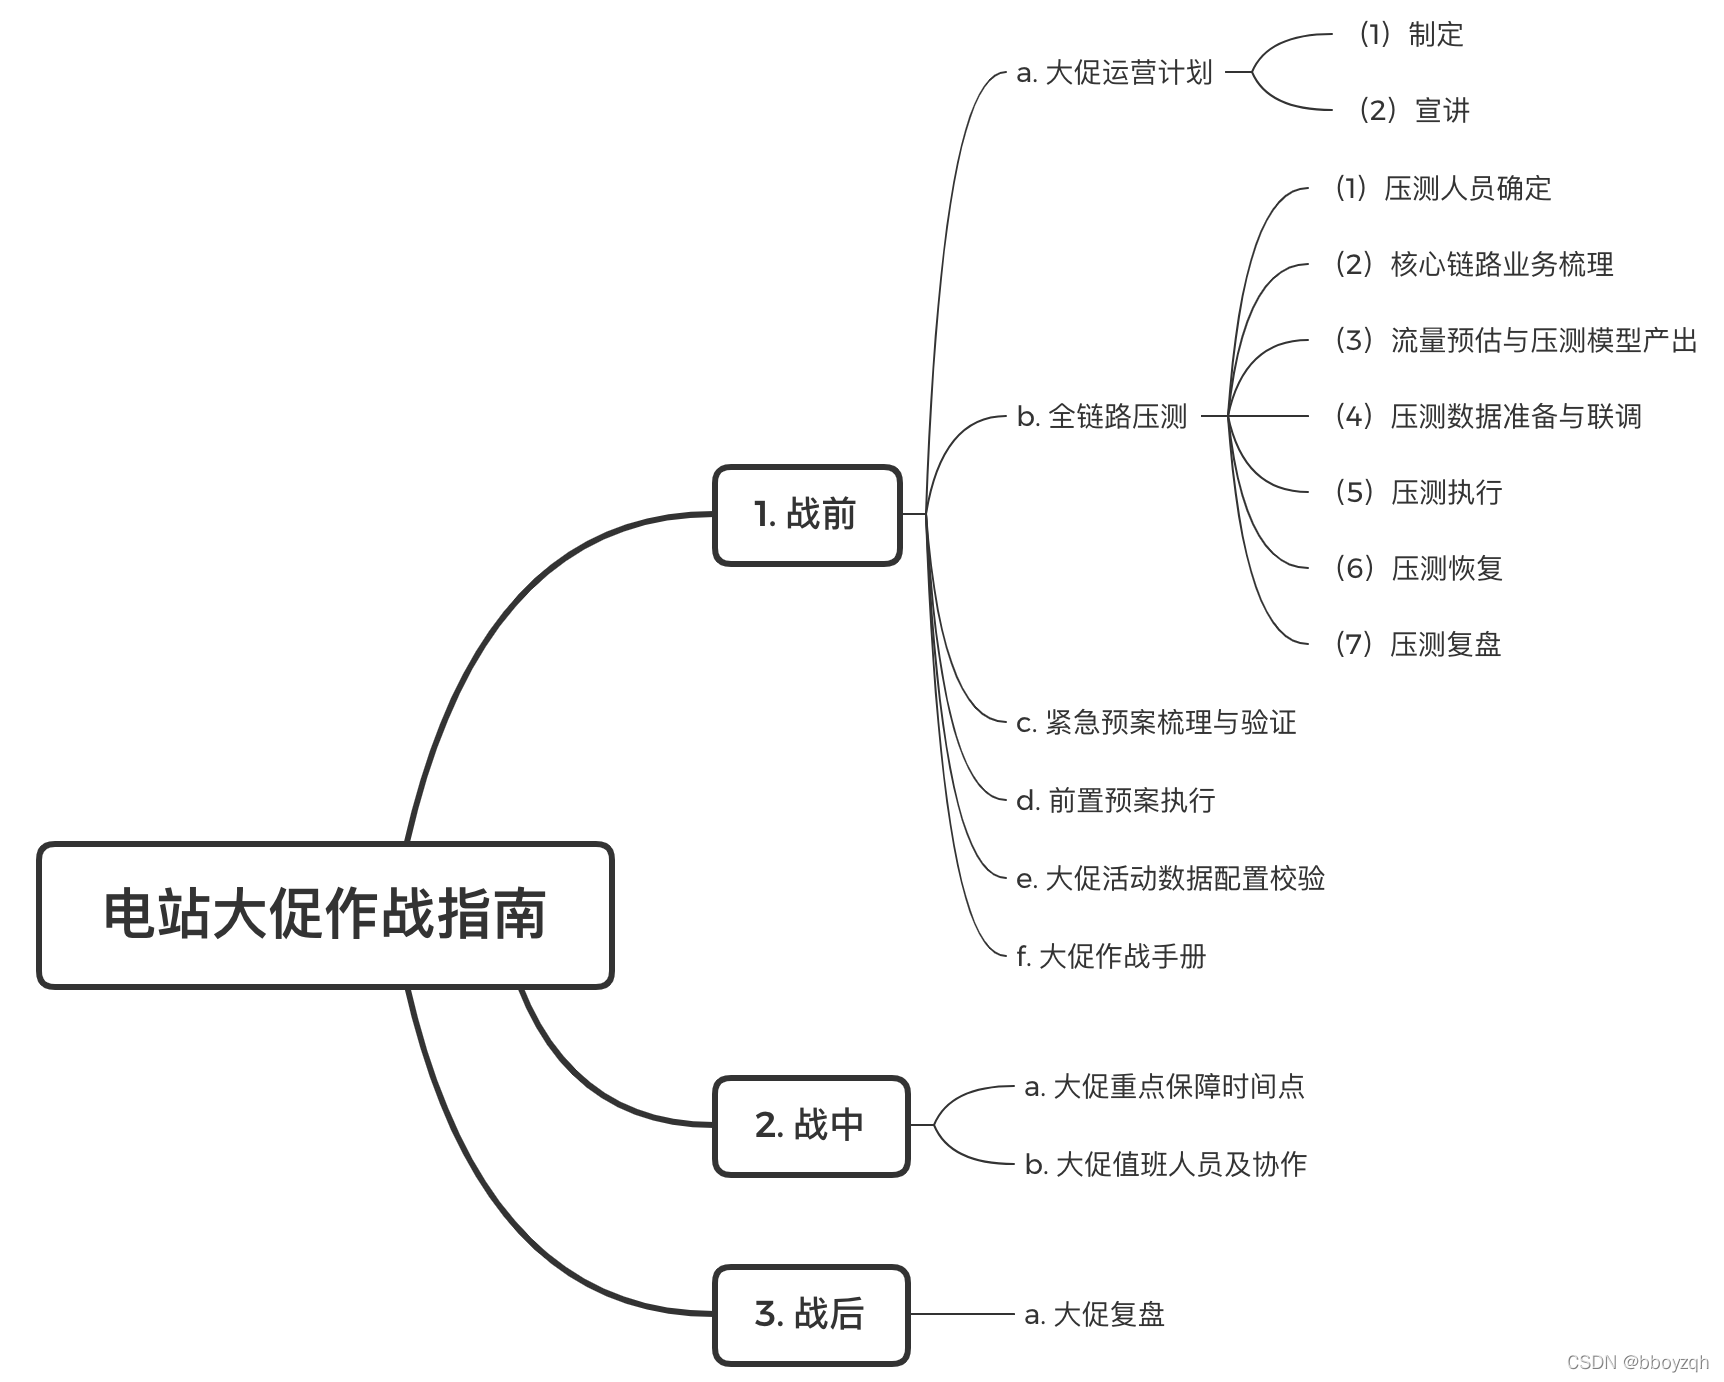 电站大促作战指南
1. 战前
a. 大促运营计划
（1）制定
（2）宣讲
b. 全链路压测
（1）压测人员确定
（2）核心链路业务梳理
（3）流量预估与压测模型产出
（4）压测数据准备与联调
（5）压测执行
（6）压测恢复
（7）压测复盘
c. 紧急预案梳理与验证
d. 前置预案执行
e. 大促活动数据配置校验
f. 大促作战手册
2. 战中
a. 大促重点保障时间点
b. 大促值班人员及协作
3. 战后
a. 大促复盘
CSDN @bboyzqh